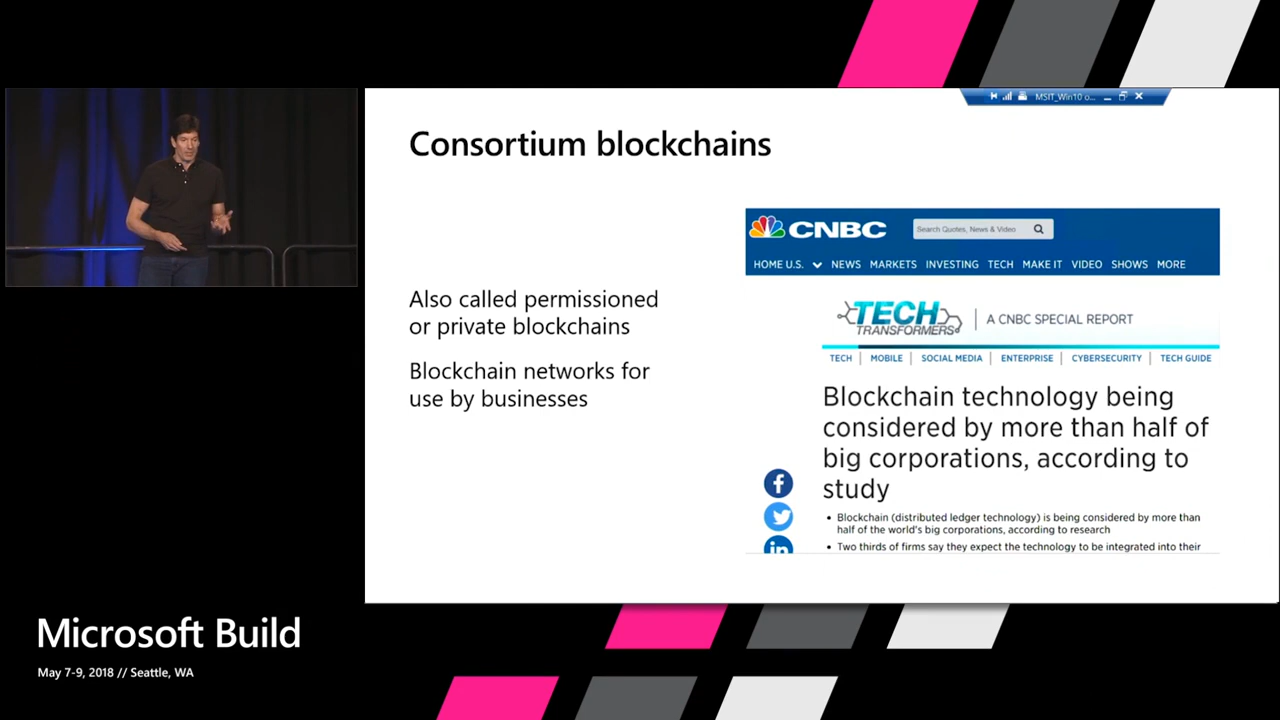 MSIT_Win10 o...
Consortium blockchains
Also called permissioned
or private blockchains
Blockchain networks for
use by businesses
CNBC
Search Quotes, News & Video
HOME U.S. NEWS MARKETS INVESTING TECH MAKE IT VIDEO SHOWS MORE
TECH
TRANSFORMERS
A CNBC SPECIAL REPORT
TECH | MOBILE | SOCIAL MEDIA | ENTERPRISE | CYBERSECURITY | TECH GUIDE
Blockchain technology being
considered by more than half of
big corporations, according to
study
• Blockchain (distributed ledger technology) is being considered by more than
half of the world's big corporations, according to research
• Two thirds of firms say they expect the technology to be integrated into their
f
in
Microsoft Build
May 7-9, 2018 // Seattle, WA